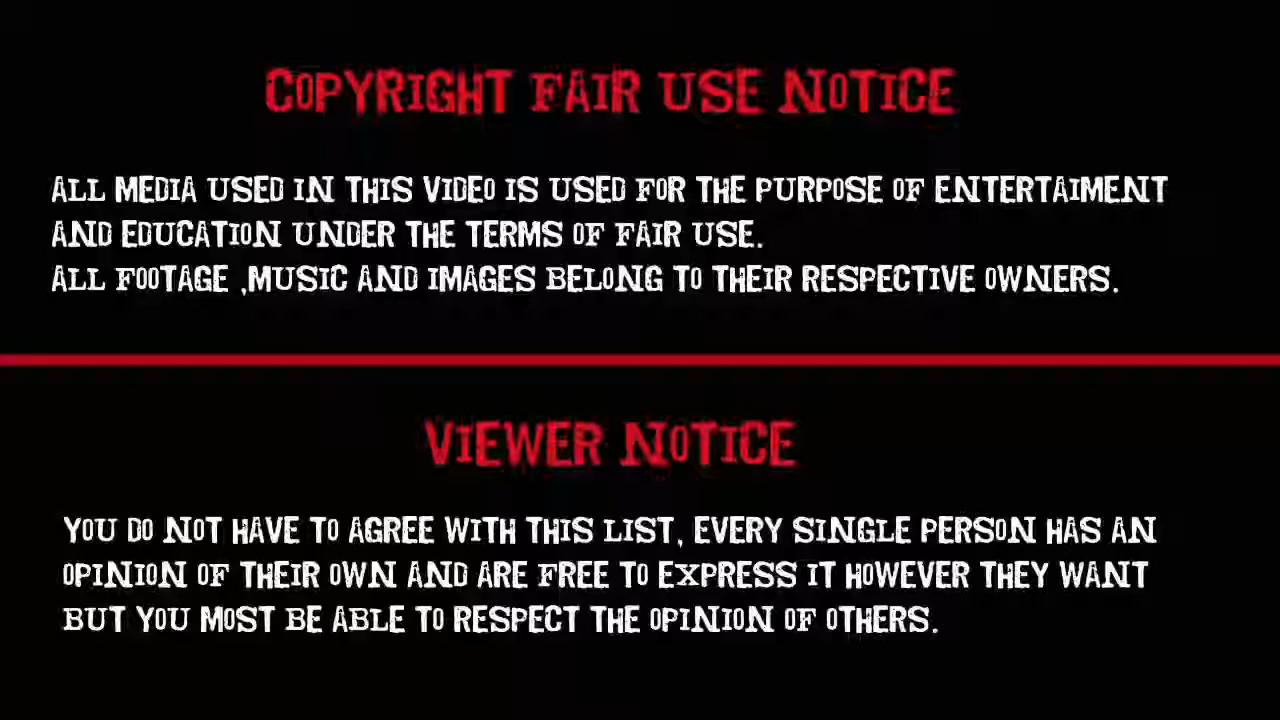 COPYRIGHT FAIR USE NOTICE
ALL MEDIA USED IN THIS VIDEO IS USED FOR THE PURPOSE OF ENTERTAIMENT
AND EDUCATION UNDER THE TERMS OF FAIR USE.
ALL FOOTAGE ,MUSIC AND IMAGES BELONG TO THEIR RESPECTIVE OWNERS.
VIEWER NOTICE
YOU DO NOT HAVE TO AGREE WITH THIS LIST, EVERY SINGLE PERSON HAS AN
OPINION OF THEIR OWN AND ARE FREE TO EXPRESS IT HOWEVER THEY WANT
BUT YOU MOST BE ABLE TO RESPECT THE OPINION OF OTHERS.